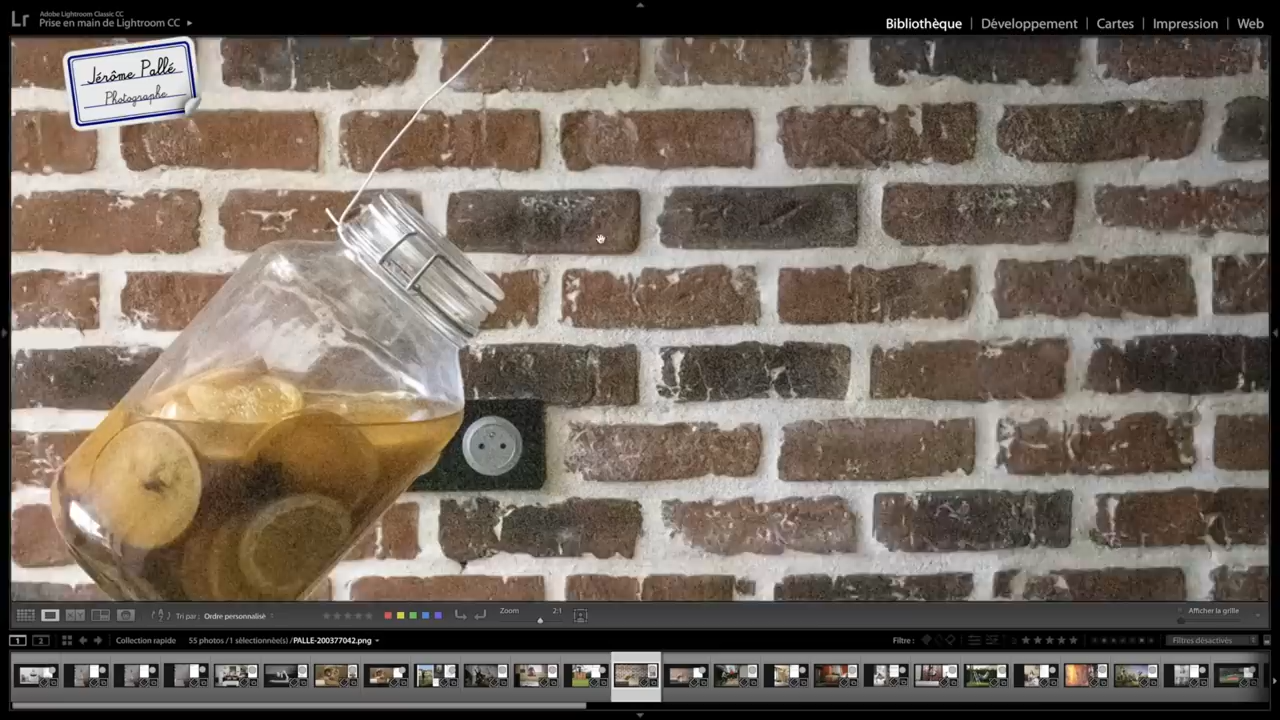 Lr
Adobe Lightroom Classic CC
Prise en main de Lightroom CC
Bibliothèque | Développement | Cartes | Impression | Web
Jérôme Pallé
Photographe
Tri par : Ordre personnalisé
Zoom 2:1
Afficher la grille
1 2 Collection rapide 55 photos /1 sélectionnée(s) /PALLE-200377042.png
Filtre :
Filtres désactivés